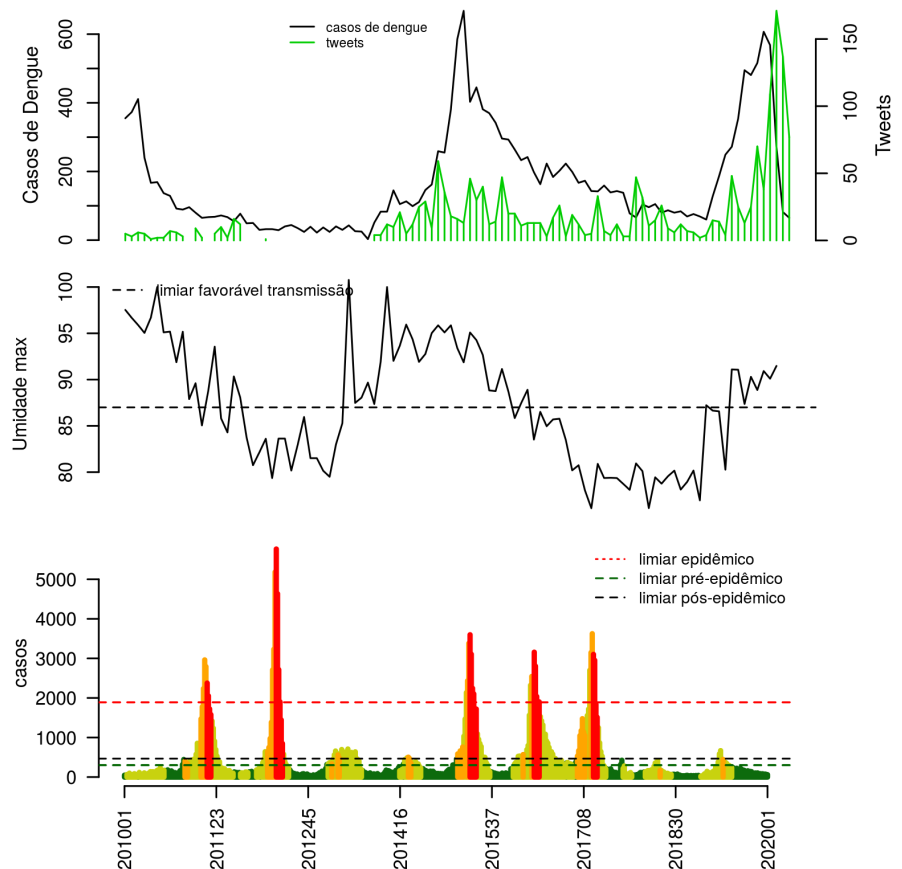 casos de dengue
tweets
Casos de Dengue
0
200
400
600
Tweets
0
50
100
150
limiar favorável transmissão
Umidade max
80
85
90
95
100
limiar epidêmico
limiar pré-epidêmico
limiar pós-epidêmico
casos
5000
4000
3000
2000
1000
0
201001
201123
201245
201416
201537
201708
201830
202001